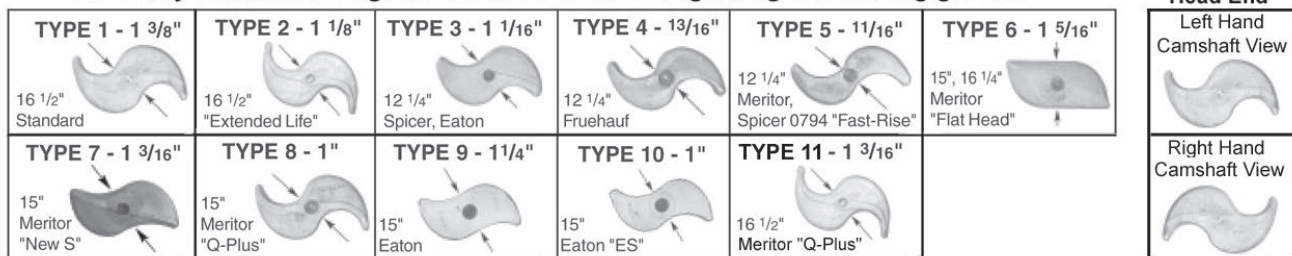 TYPE 1 - 1 3/8"
16 1/2"
Standard
TYPE 2 - 1 1/8"
16 1/2"
"Extended Life"
TYPE 3 - 1 1/16"
12 1/4"
Spicer, Eaton
TYPE 4 - 13/16"
12 1/4"
Fruehauf
TYPE 5 - 11/16"
12 1/4"
Meritor,
Spicer 0794 "Fast-Rise"
TYPE 6 - 1 5/16"
15", 16 1/4"
Meritor
"Flat Head"
TYPE 7 - 1 3/16"
15"
Meritor
"New S"
TYPE 8 - 1"
15"
Meritor
"Q-Plus"
TYPE 9 - 11/4"
15"
Eaton
TYPE 10 - 1"
15"
Eaton "ES"
TYPE 11 - 1 3/16"
16 1/2"
Meritor "Q-Plus"
Head End
Left Hand
Camshaft View
Right Hand
Camshaft View